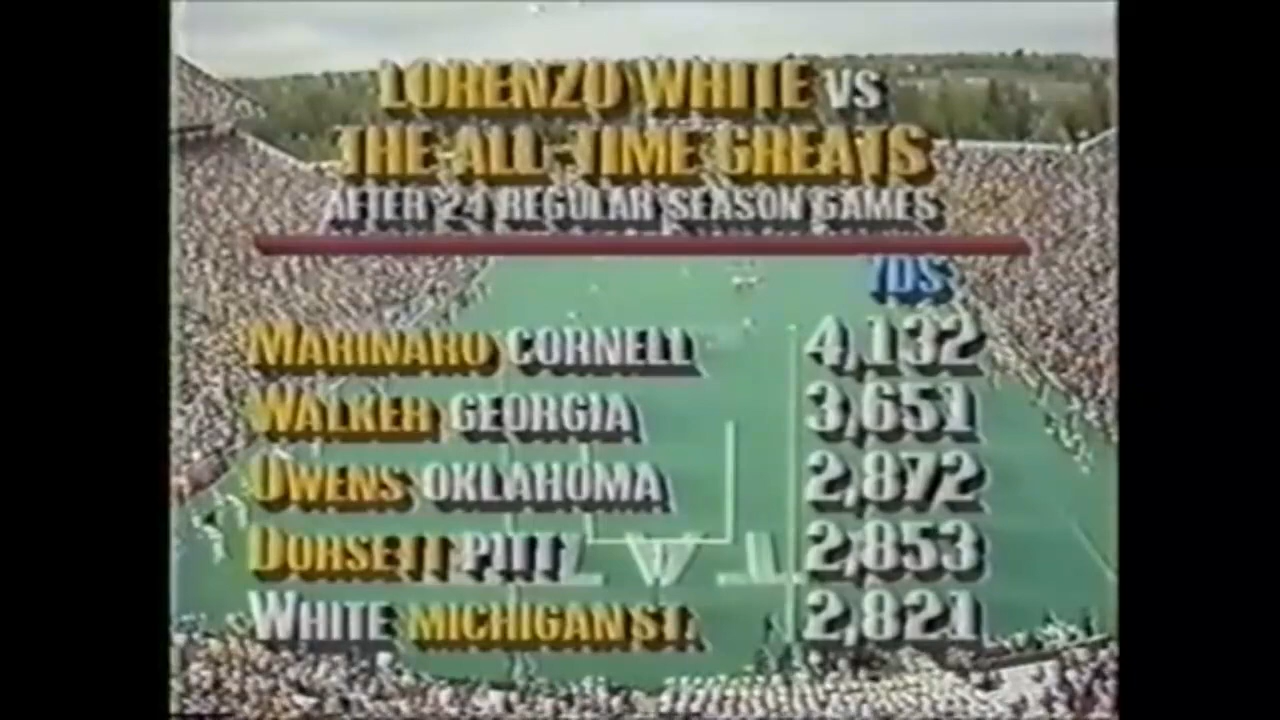 LORENZO WHITE VS
THE ALL-TIME GREATS
AFTER 24 REGULAR SEASON GAMES
YDS
MARINARO CORNELL 4,132
WALKER GEORGIA 3,651
OWENS OKLAHOMA 2,872
DORSETT PITT 2,853
WHITE MICHIGAN ST. 2,821